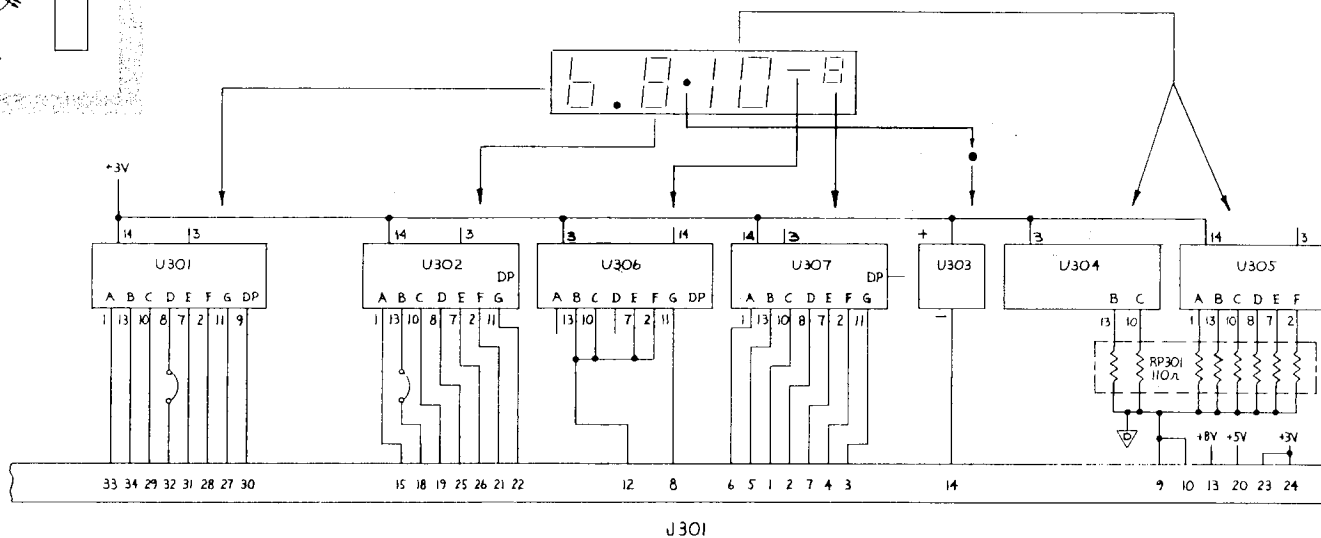 6.8.10-8
+3V
14 13 14 3 3 14 14 3 + 3 14 3
U301 U302 U306 U307 U303 U304 U305
DP DP
A B C D E F G DP A B C D E F G A B C D E F G DP A B C D E F G − B C A B C D E F
1 13 10 8 7 2 11 9 1 13 10 8 7 2 11 13 10 7 2 11 1 13 10 8 7 2 11 13 10 1 13 10 8 7 2
RP301
110Ω
D +8V +5V +3V
33 34 29 32 31 28 27 30 15 18 19 25 26 21 22 12 8 6 5 1 2 7 4 3 14 9 10 13 20 23 24
J301